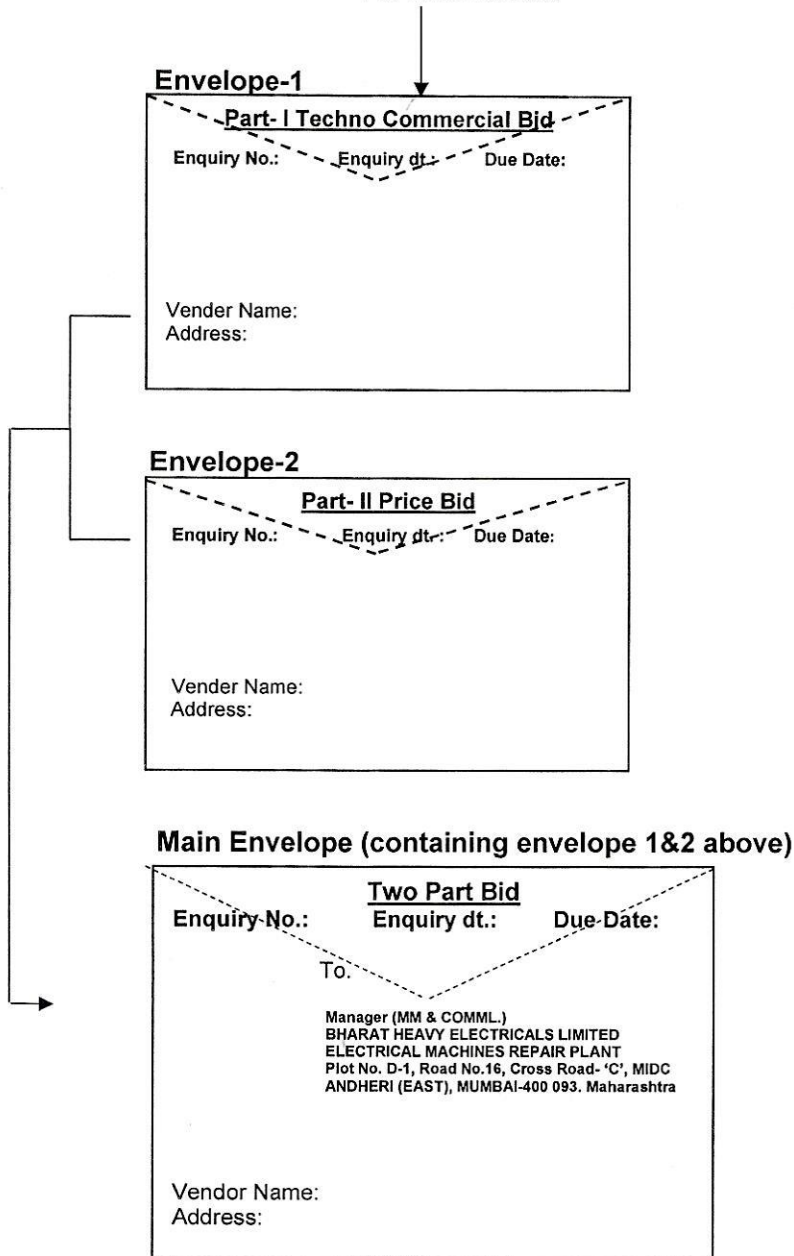 Envelope-1
Part- I Techno Commercial Bid
Enquiry No.: Enquiry dt.: Due Date:
Vender Name:
Address:
Envelope-2
Part- II Price Bid
Enquiry No.: Enquiry dt.: Due Date:
Vender Name:
Address:
Main Envelope (containing envelope 1&2 above)
Two Part Bid
Enquiry No.: Enquiry dt.: Due Date:
To.
Manager (MM & COMML.)
BHARAT HEAVY ELECTRICALS LIMITED
ELECTRICAL MACHINES REPAIR PLANT
Plot No. D-1, Road No.16, Cross Road- ‘C’, MIDC
ANDHERI (EAST), MUMBAI-400 093. Maharashtra
Vendor Name:
Address: